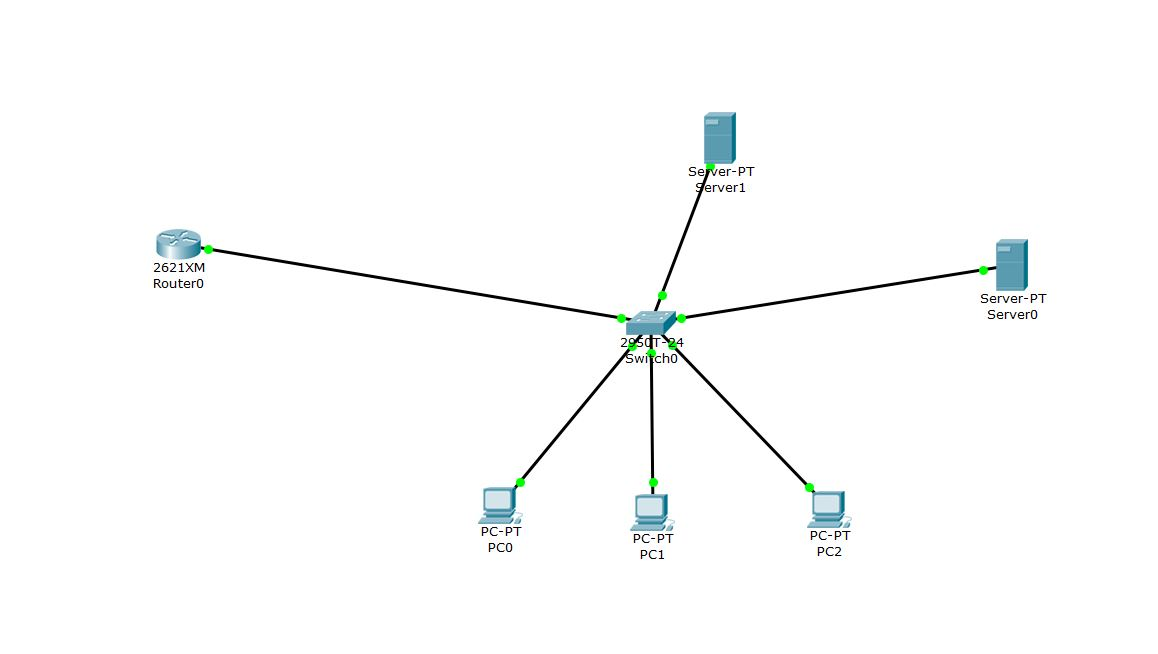 Server-PT
Server1
2621XM
Router0
Server-PT
Server0
2950T-24
Switch0
PC-PT
PC0
PC-PT
PC1
PC-PT
PC2